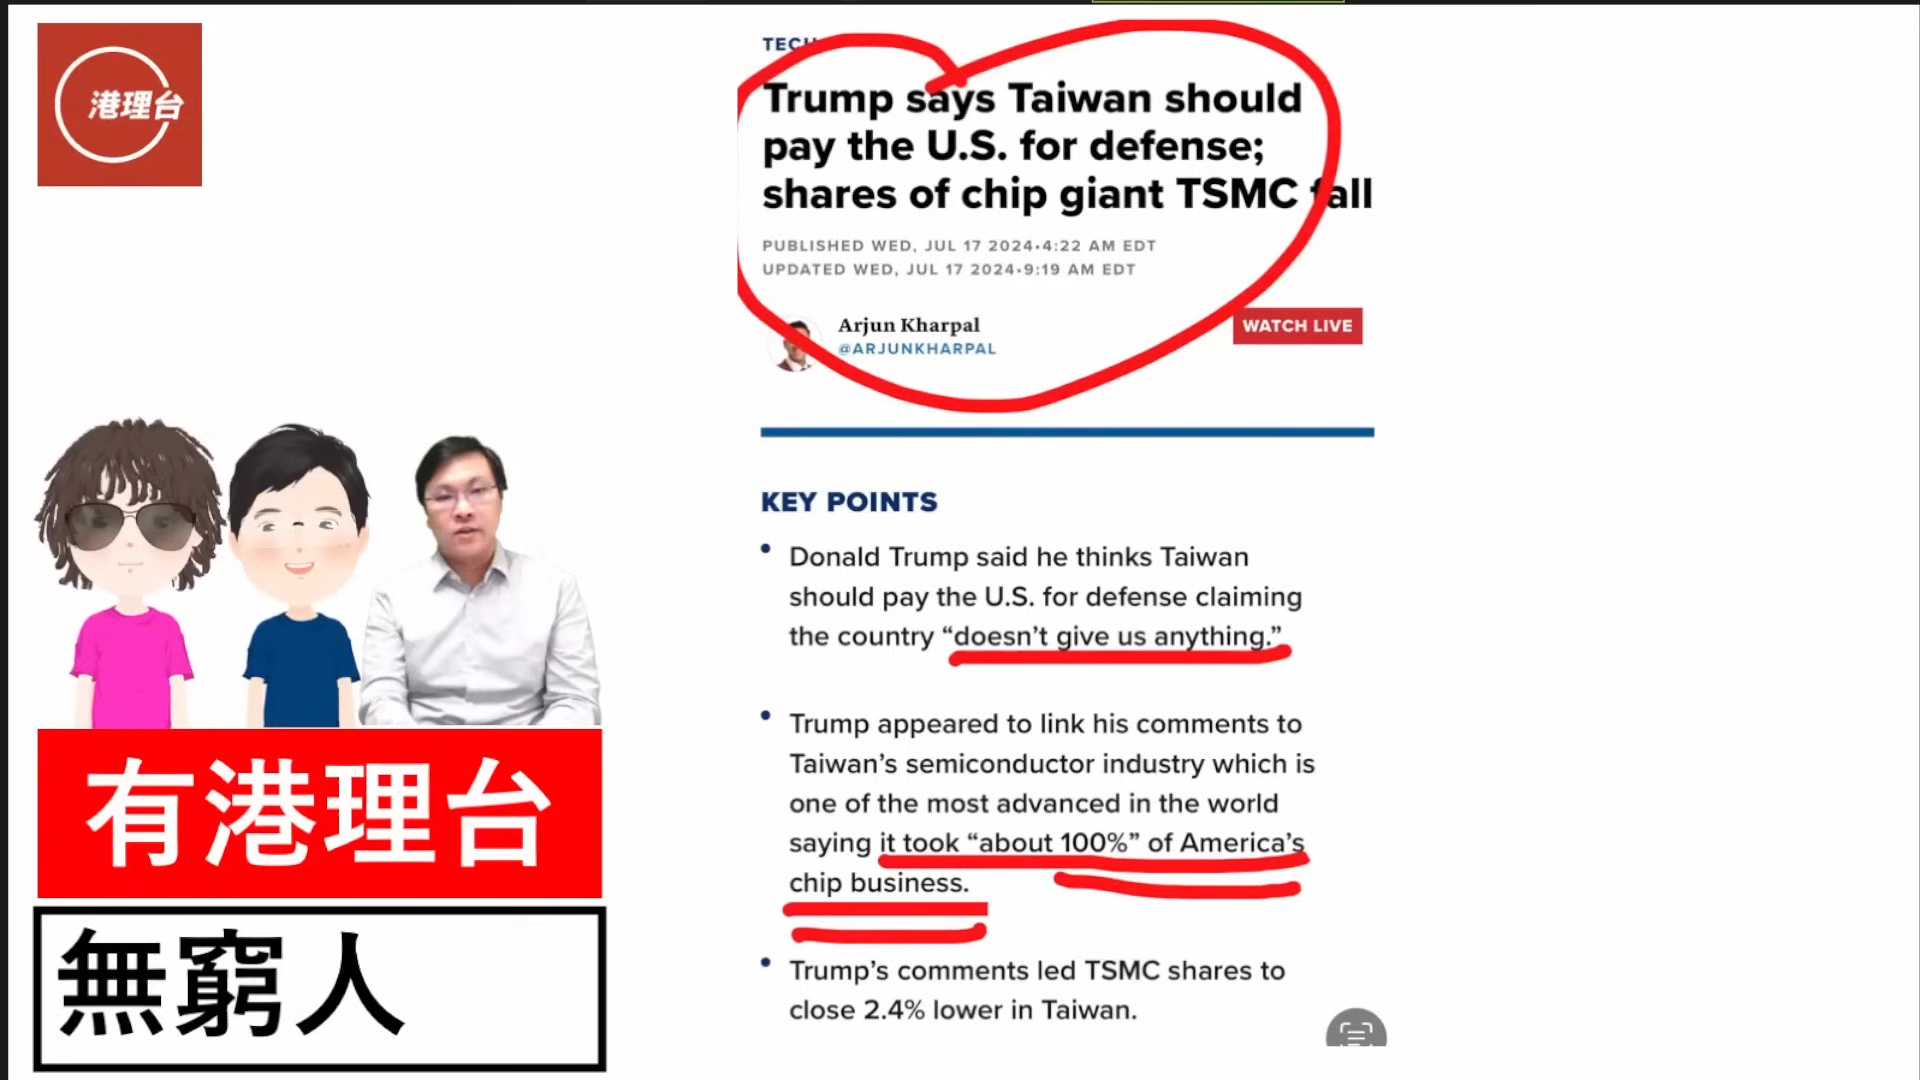 港理台
TECH
Trump says Taiwan should
pay the U.S. for defense;
shares of chip giant TSMC fall
PUBLISHED WED, JUL 17 2024•4:22 AM EDT
UPDATED WED, JUL 17 2024•9:19 AM EDT
Arjun Kharpal
@ARJUNKHARPAL
WATCH LIVE
KEY POINTS
• Donald Trump said he thinks Taiwan
should pay the U.S. for defense claiming
the country “doesn’t give us anything.”
• Trump appeared to link his comments to
Taiwan’s semiconductor industry which is
one of the most advanced in the world
saying it took “about 100%” of America’s
chip business.
• Trump’s comments led TSMC shares to
close 2.4% lower in Taiwan.
有港理台
無窮人